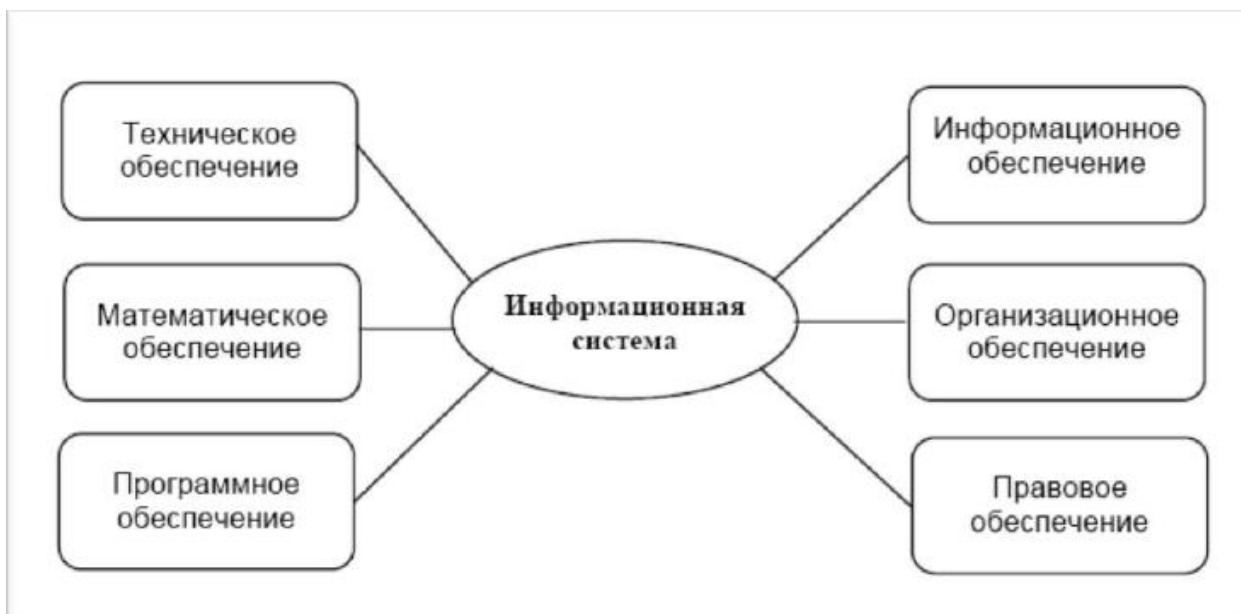 Техническое
обеспечение
Математическое
обеспечение
Программное
обеспечение
Информационная
система
Информационное
обеспечение
Организационное
обеспечение
Правовое
обеспечение